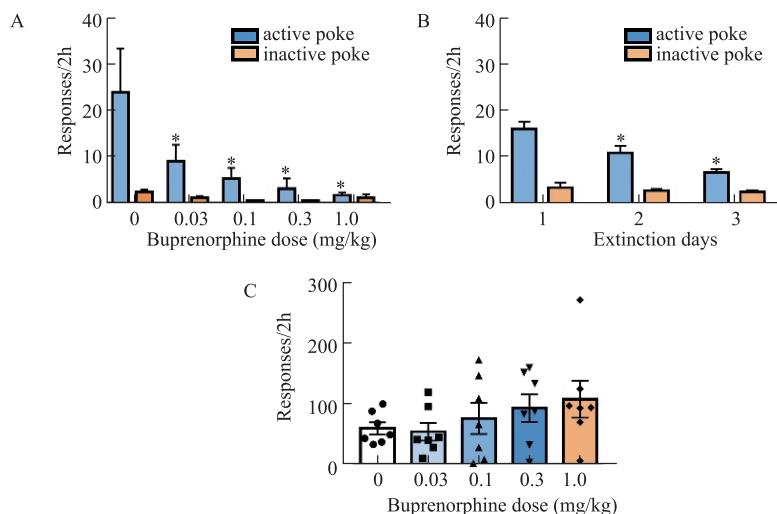 A
Responses/2h
40
30
20
10
0
active poke
inactive poke
*
*
*
*
0 0.03 0.1 0.3 1.0
Buprenorphine dose (mg/kg)
B
Responses/2h
40
30
20
10
0
active poke
inactive poke
*
*
1 2 3
Extinction days
C
Responses/2h
300
200
100
0
0 0.03 0.1 0.3 1.0
Buprenorphine dose (mg/kg)